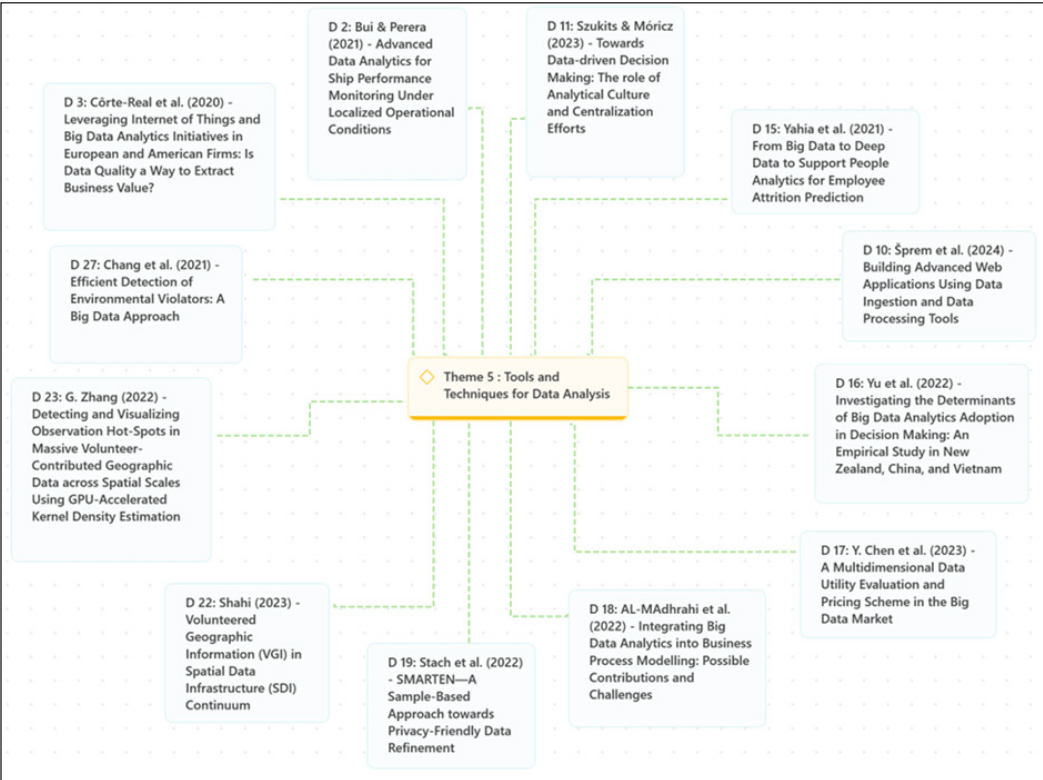 D 2: Bui & Perera
(2021) - Advanced
Data Analytics for
Ship Performance
Monitoring Under
Localized Operational
Conditions
D 11: Szukits & Móricz
(2023) - Towards
Data-driven Decision
Making: The role of
Analytical Culture
and Centralization
Efforts
D 3: Côrte-Real et al. (2020) -
Leveraging Internet of Things and
Big Data Analytics Initiatives in
European and American Firms: Is
Data Quality a Way to Extract
Business Value?
D 15: Yahia et al. (2021) -
From Big Data to Deep
Data to Support People
Analytics for Employee
Attrition Prediction
D 27: Chang et al. (2021) -
Efficient Detection of
Environmental Violators: A
Big Data Approach
D 10: Šprem et al. (2024) -
Building Advanced Web
Applications Using Data
Ingestion and Data
Processing Tools
Theme 5 : Tools and
Techniques for Data Analysis
D 23: G. Zhang (2022) -
Detecting and Visualizing
Observation Hot-Spots in
Massive Volunteer-
Contributed Geographic
Data across Spatial Scales
Using GPU-Accelerated
Kernel Density Estimation
D 16: Yu et al. (2022) -
Investigating the Determinants
of Big Data Analytics Adoption
in Decision Making: An
Empirical Study in New
Zealand, China, and Vietnam
D 17: Y. Chen et al. (2023) -
A Multidimensional Data
Utility Evaluation and
Pricing Scheme in the Big
Data Market
D 22: Shahi (2023) -
Volunteered
Geographic
Information (VGI) in
Spatial Data
Infrastructure (SDI)
Continuum
D 18: AL-MAdhrahi et al.
(2022) - Integrating Big
Data Analytics into Business
Process Modelling: Possible
Contributions and
Challenges
D 19: Stach et al. (2022)
- SMARTEN—A
Sample-Based
Approach towards
Privacy-Friendly Data
Refinement